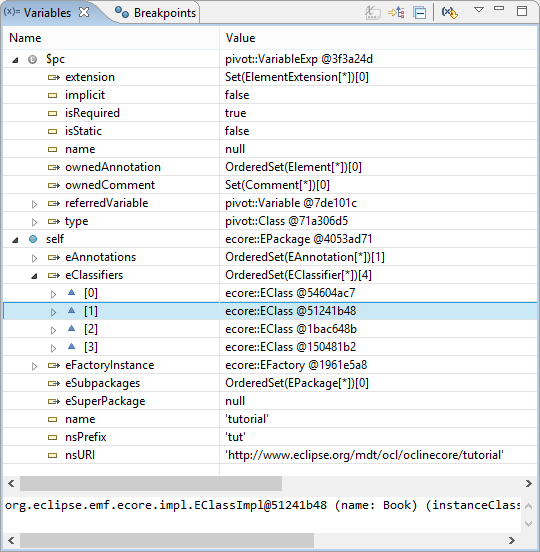 (x)= Variables Breakpoints
Name Value
$pc pivot::VariableExp @3f3a24d
extension Set(ElementExtension[*])[0]
implicit false
isRequired true
isStatic false
name null
ownedAnnotation OrderedSet(Element[*])[0]
ownedComment Set(Comment[*])[0]
referredVariable pivot::Variable @7de101c
type pivot::Class @71a306d5
self ecore::EPackage @4053ad71
eAnnotations OrderedSet(EAnnotation[*])[1]
eClassifiers OrderedSet(EClassifier[*])[4]
[0] ecore::EClass @54604ac7
[1] ecore::EClass @51241b48
[2] ecore::EClass @1bac648b
[3] ecore::EClass @150481b2
eFactoryInstance ecore::EFactory @1961e5a8
eSubpackages OrderedSet(EPackage[*])[0]
eSuperPackage null
name 'tutorial'
nsPrefix 'tut'
nsURI 'http://www.eclipse.org/mdt/ocl/oclinecore/tutorial'
org.eclipse.emf.ecore.impl.EClassImpl@51241b48 (name: Book) (instanceClass